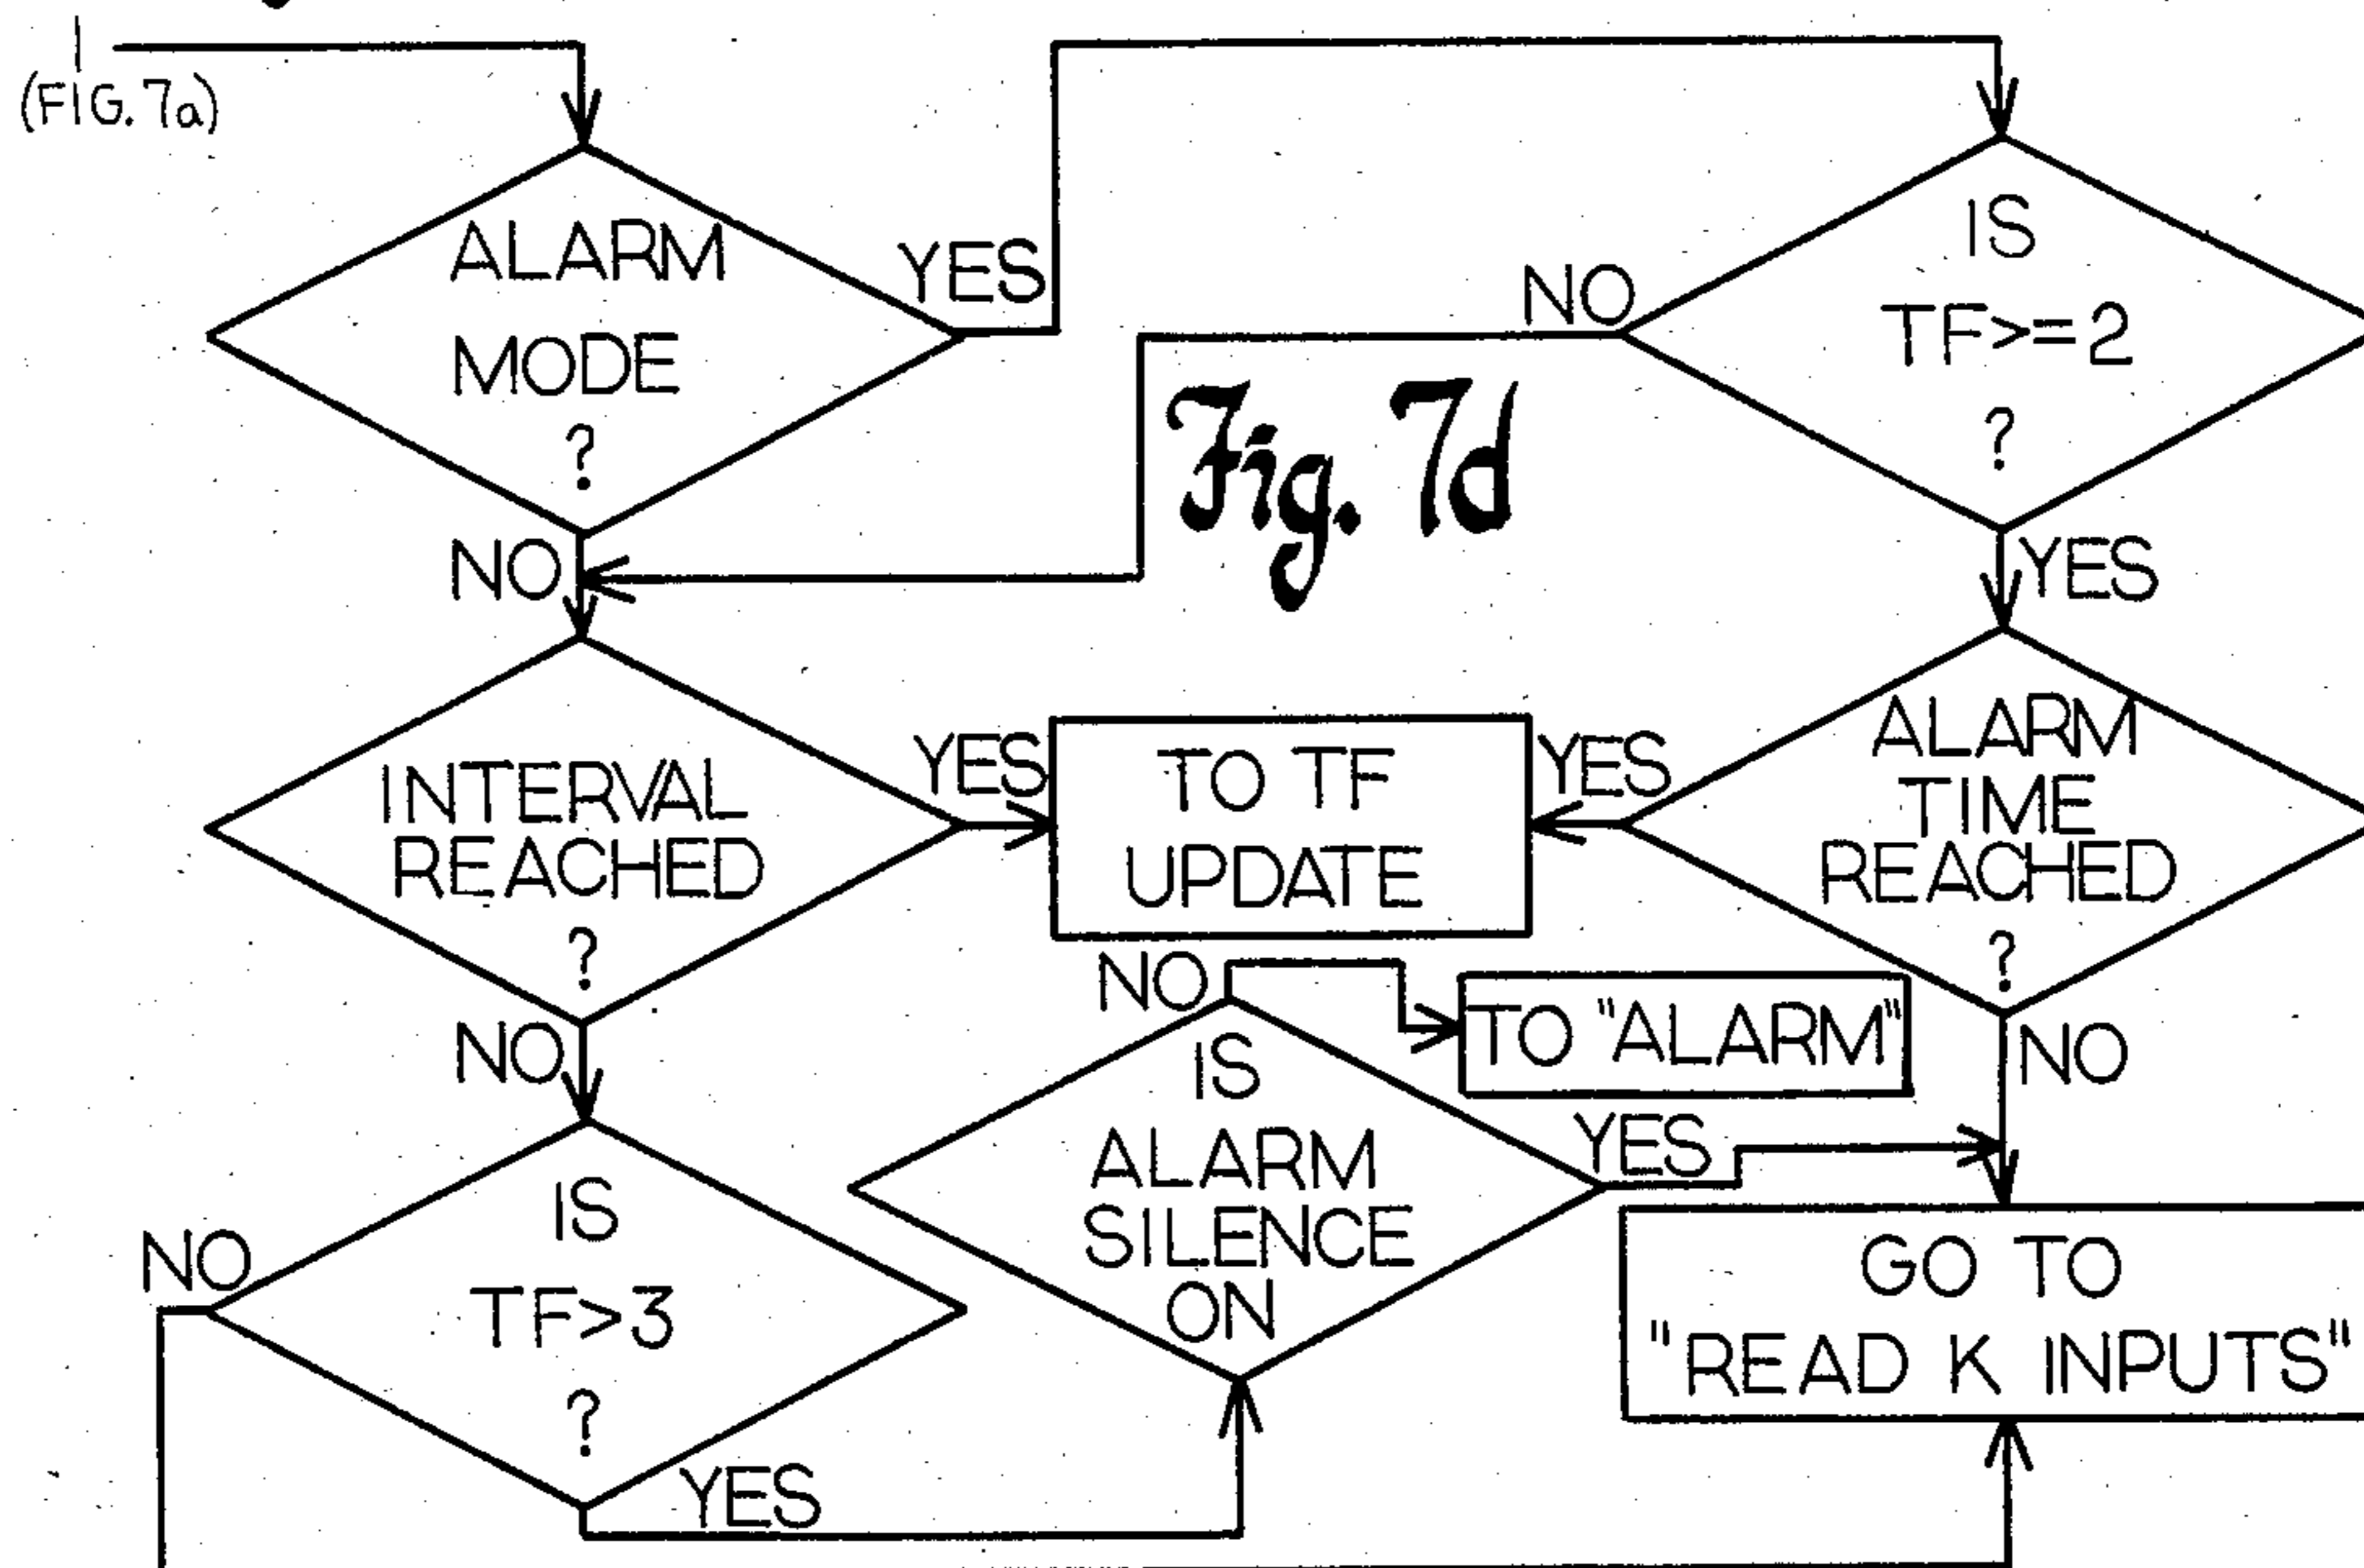 1
(FIG. 7a)
ALARM
MODE
?
YES
NO
IS
TF>=2
?
NO
YES
Fig. 7d
INTERVAL
REACHED
?
YES
NO
TO TF
UPDATE
YES
ALARM
TIME
REACHED
?
NO
NO
TO "ALARM"
IS
ALARM
SILENCE
ON
YES
IS
TF>3
?
NO
YES
GO TO
"READ K INPUTS"